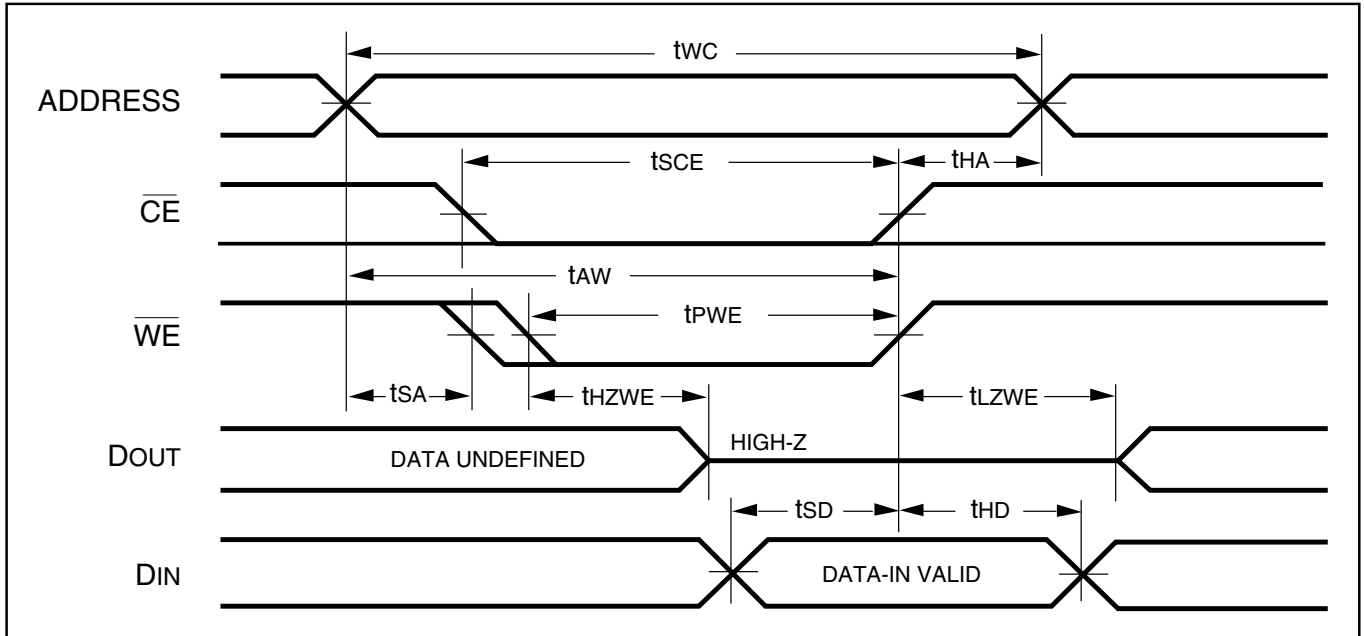 tWC
ADDRESS
tSCE
tHA
CE
tAW
WE
tPWE
tSA
tHZWE
tLZWE
DOUT
DATA UNDEFINED
HIGH-Z
tSD
tHD
DIN
DATA-IN VALID